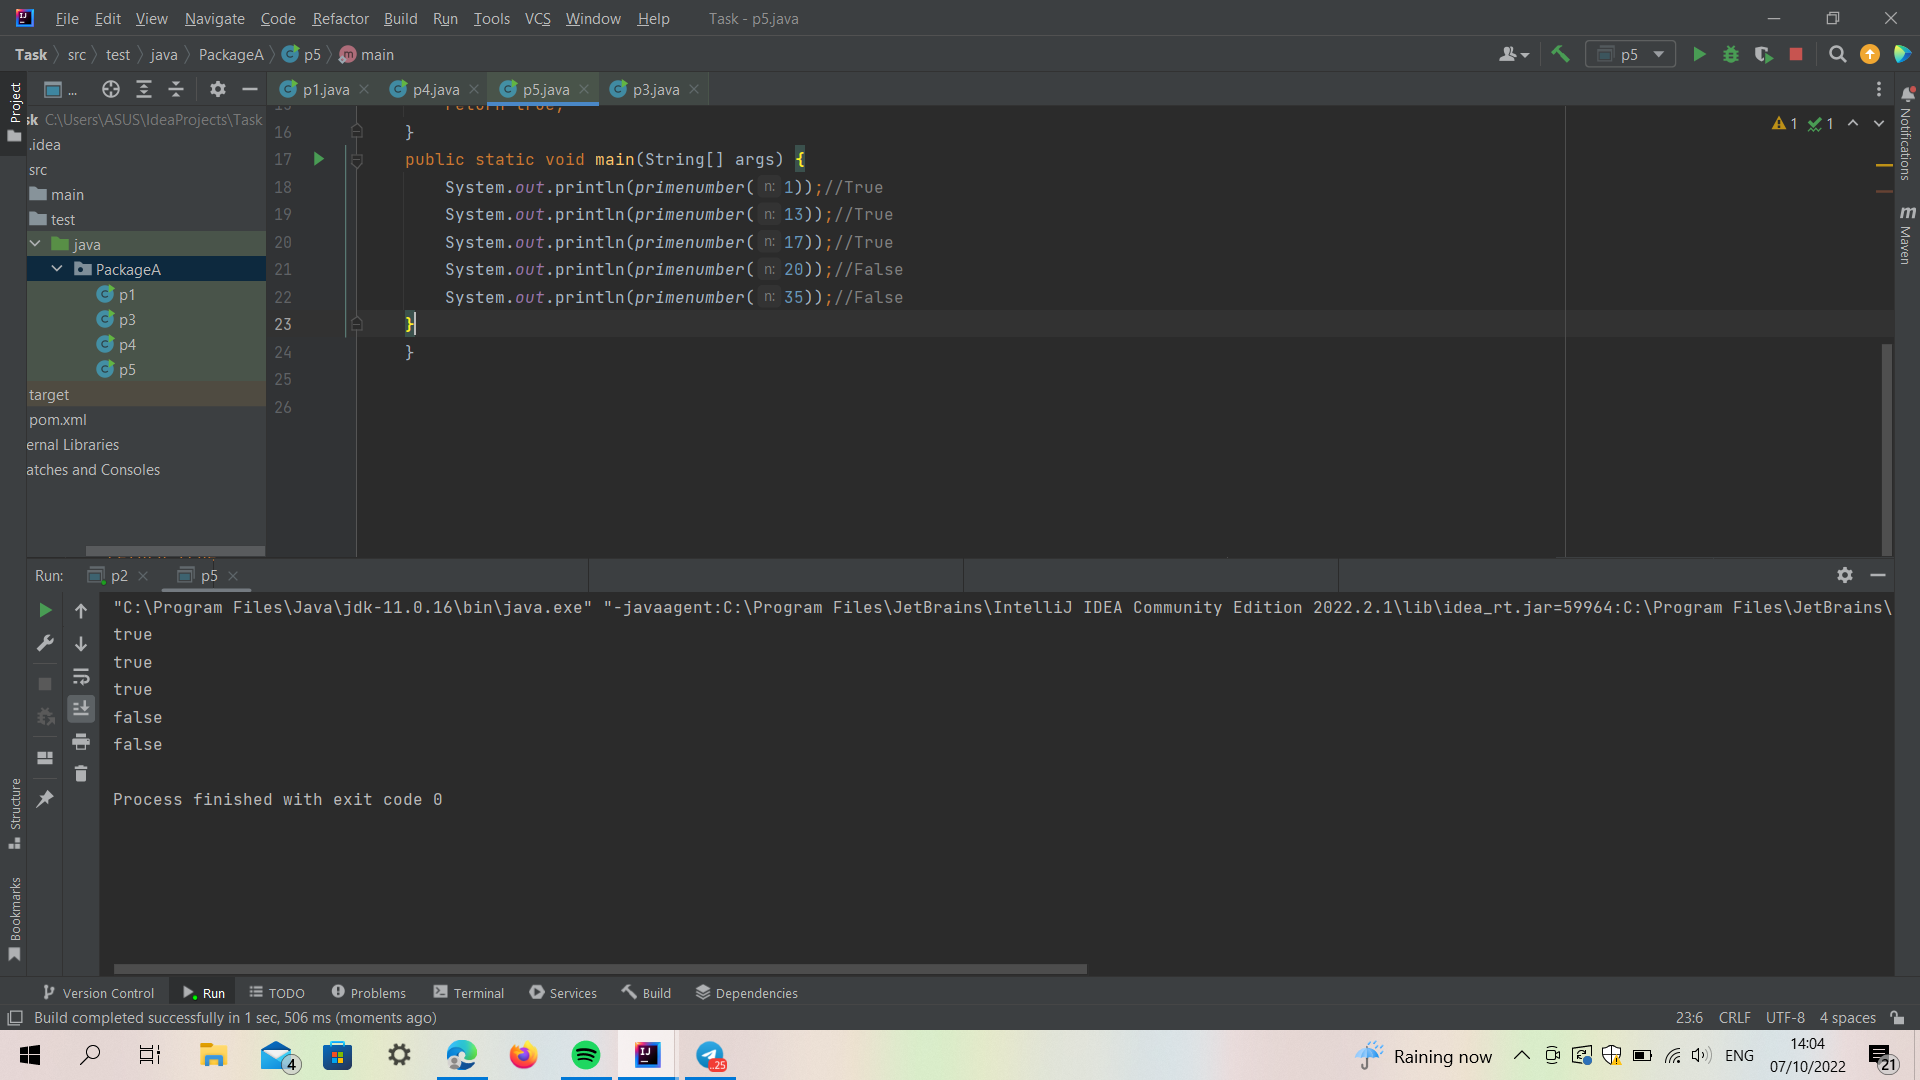 File Edit View Navigate Code Refactor Build Run Tools VCS Window Help Task - p5.java
Task src test java PackageA p5 main
p5
Project
... p1.java p4.java p5.java p3.java
sk C:\Users\ASUS\IdeaProjects\Task
.idea
src
main
test
java
PackageA
p1
p3
p4
p5
target
pom.xml
ernal Libraries
atches and Consoles
15 return true;
16 }
17 public static void main(String[] args) {
18 System.out.println(primenumber( n: 1));//True
19 System.out.println(primenumber( n: 13));//True
20 System.out.println(primenumber( n: 17));//True
21 System.out.println(primenumber( n: 20));//False
22 System.out.println(primenumber( n: 35));//False
23 }
24 }
25
26
1 1
Notifications
m Maven
Run: p2 p5
"C:\Program Files\Java\jdk-11.0.16\bin\java.exe" "-javaagent:C:\Program Files\JetBrains\IntelliJ IDEA Community Edition 2022.2.1\lib\idea_rt.jar=59964:C:\Program Files\JetBrains\
true
true
true
false
false
Process finished with exit code 0
Structure
Bookmarks
Version Control Run TODO Problems Terminal Services Build Dependencies
Build completed successfully in 1 sec, 506 ms (moments ago) 23:6 CRLF UTF-8 4 spaces
4 IJ ..25 Raining now ENG 14:04
07/10/2022 21